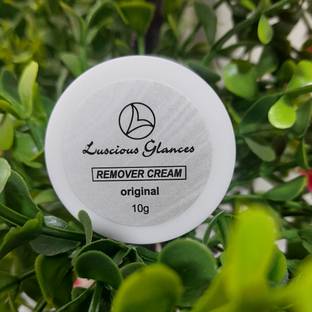 Luscious Glances
REMOVER CREAM
original
10g